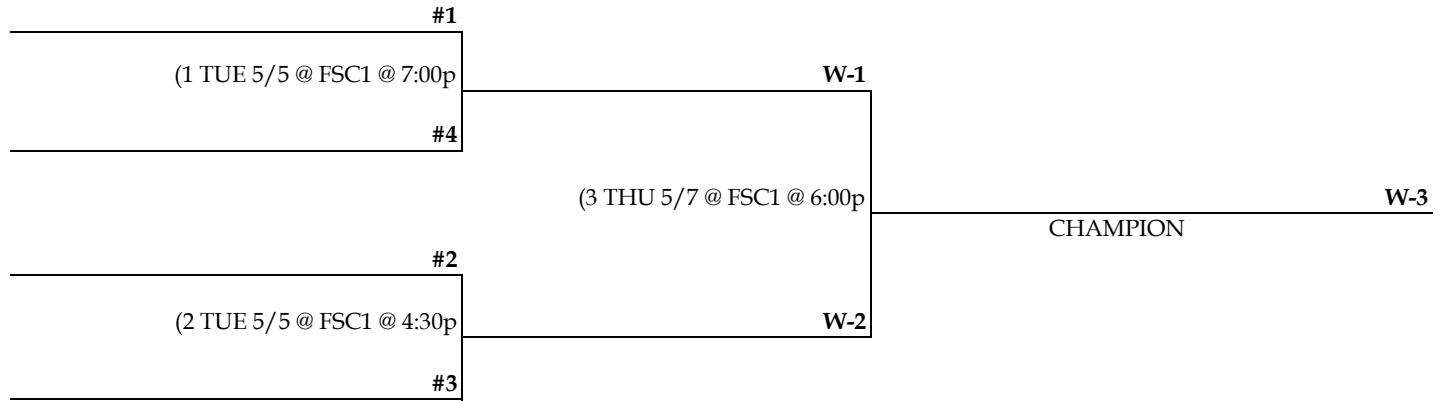 #1
(1 TUE 5/5 @ FSC1 @ 7:00p
W-1
#4
(3 THU 5/7 @ FSC1 @ 6:00p
W-3
CHAMPION
#2
(2 TUE 5/5 @ FSC1 @ 4:30p
W-2
#3